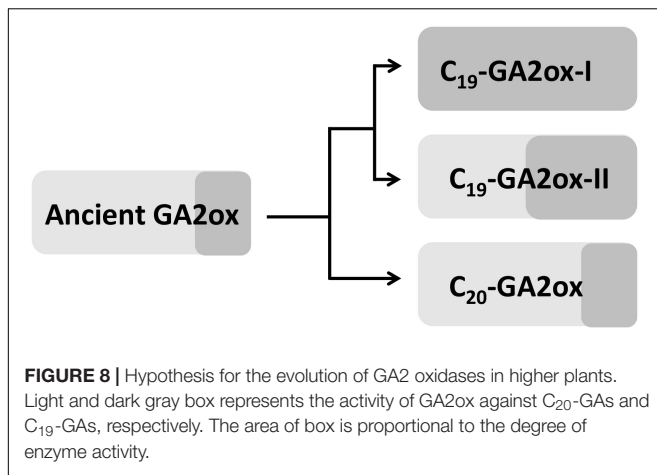 C₁₉-GA2ox-I
Ancient GA2ox
C₁₉-GA2ox-II
C₂₀-GA2ox
FIGURE 8 | Hypothesis for the evolution of GA2 oxidases in higher plants.
Light and dark gray box represents the activity of GA2ox against C₂₀-GAs and
C₁₉-GAs, respectively. The area of box is proportional to the degree of
enzyme activity.